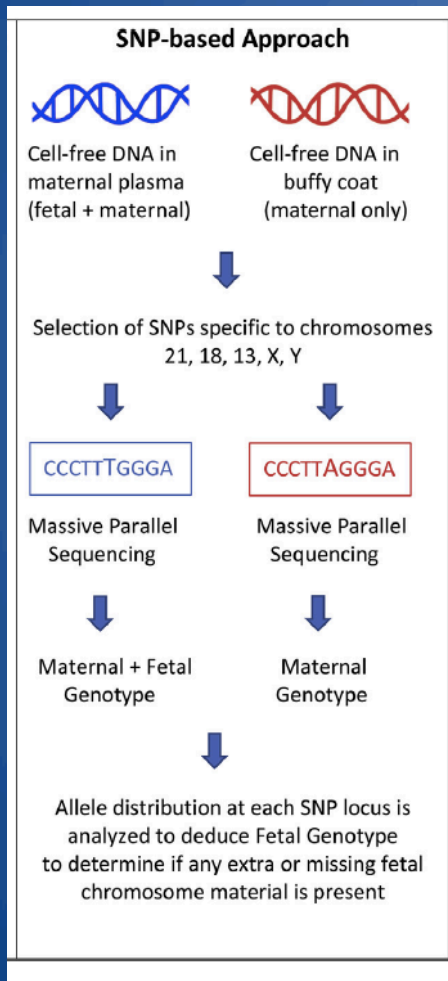 SNP-based Approach
Cell-free DNA in
maternal plasma
(fetal + maternal)
Cell-free DNA in
buffy coat
(maternal only)
Selection of SNPs specific to chromosomes
21, 18, 13, X, Y
CCCTTTGGGA
CCCTTAGGGA
Massive Parallel
Sequencing
Massive Parallel
Sequencing
Maternal + Fetal
Genotype
Maternal
Genotype
Allele distribution at each SNP locus is
analyzed to deduce Fetal Genotype
to determine if any extra or missing fetal
chromosome material is present